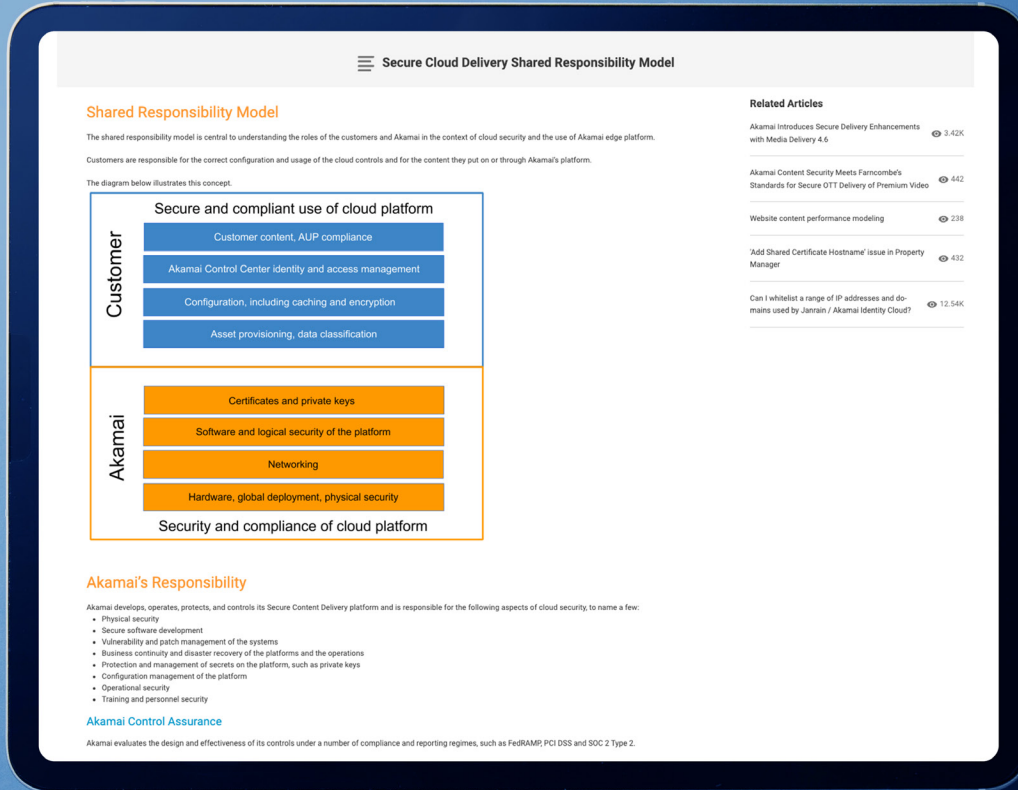 Secure Cloud Delivery Shared Responsibility Model
Shared Responsibility Model
The shared responsibility model is central to understanding the roles of the customers and Akamai in the context of cloud security and the use of Akamai edge platform.
Customers are responsible for the correct configuration and usage of the cloud controls and for the content they put on or through Akamai's platform.
The diagram below illustrates this concept.
Secure and compliant use of cloud platform
Customer
Customer content, AUP compliance
Akamai Control Center identity and access management
Configuration, including caching and encryption
Asset provisioning, data classification
Akamai
Certificates and private keys
Software and logical security of the platform
Networking
Hardware, global deployment, physical security
Security and compliance of cloud platform
Akamai's Responsibility
Akamai develops, operates, protects, and controls its Secure Content Delivery platform and is responsible for the following aspects of cloud security, to name a few:
• Physical security
• Secure software development
• Vulnerability and patch management of the systems
• Business continuity and disaster recovery of the platforms and the operations
• Protection and management of secrets on the platform, such as private keys
• Configuration management of the platform
• Operational security
• Training and personnel security
Akamai Control Assurance
Akamai evaluates the design and effectiveness of its controls under a number of compliance and reporting regimes, such as FedRAMP, PCI DSS and SOC 2 Type 2.
Related Articles
Akamai Introduces Secure Delivery Enhancements
with Media Delivery 4.6
3.42K
Akamai Content Security Meets Farncombe's
Standards for Secure OTT Delivery of Premium Video
442
Website content performance modeling
238
'Add Shared Certificate Hostname' issue in Property
Manager
432
Can I whitelist a range of IP addresses and do-
mains used by Janrain / Akamai Identity Cloud?
12.54K